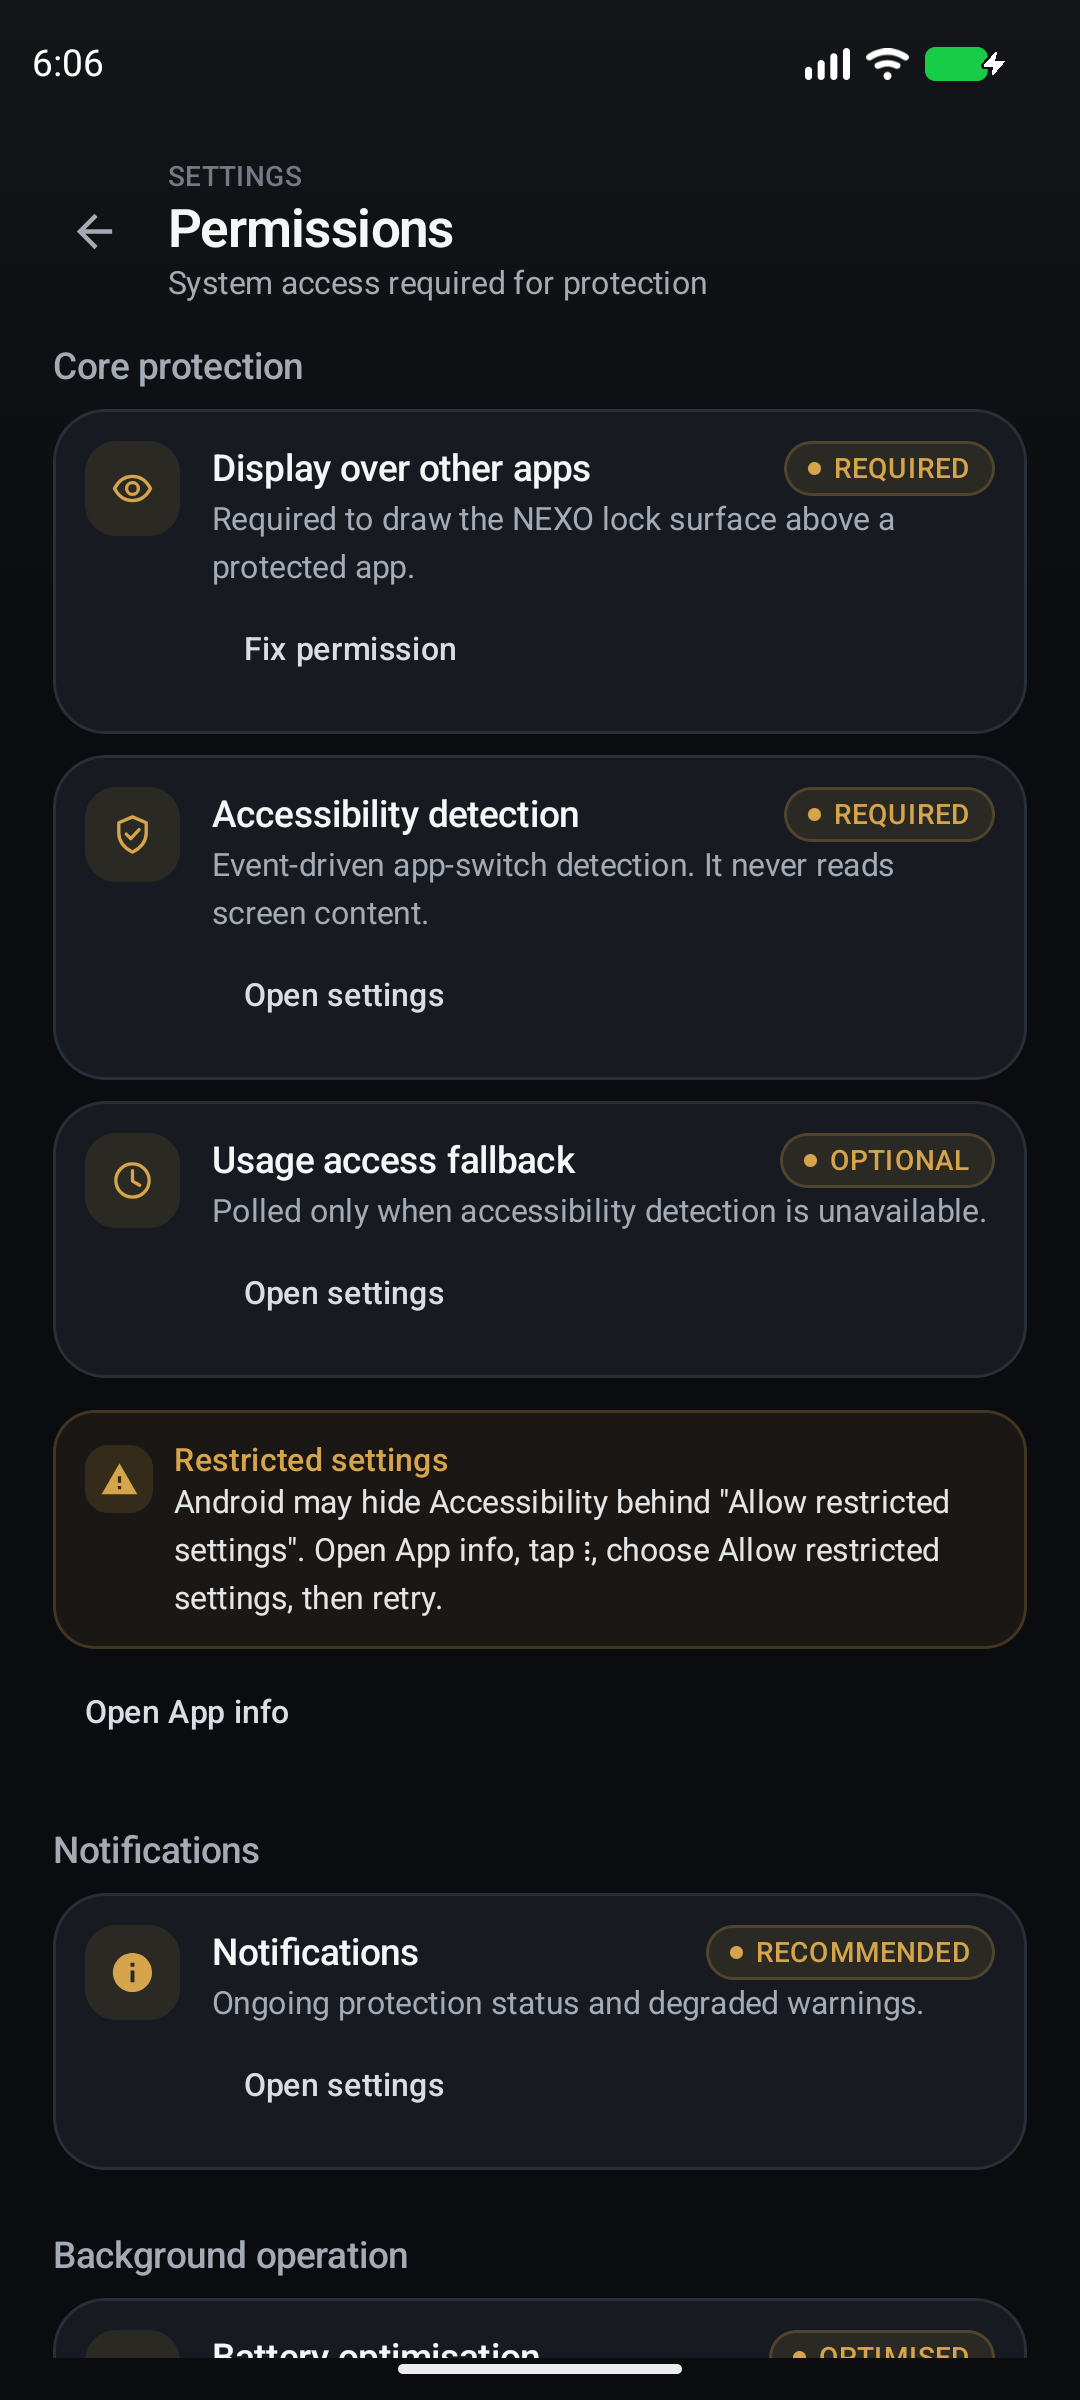 6:06
SETTINGS
Permissions
System access required for protection
Core protection
Display over other apps
REQUIRED
Required to draw the NEXO lock surface above a
protected app.
Fix permission
Accessibility detection
REQUIRED
Event-driven app-switch detection. It never reads
screen content.
Open settings
Usage access fallback
OPTIONAL
Polled only when accessibility detection is unavailable.
Open settings
Restricted settings
Android may hide Accessibility behind "Allow restricted
settings". Open App info, tap ⋮, choose Allow restricted
settings, then retry.
Open App info
Notifications
Notifications
RECOMMENDED
Ongoing protection status and degraded warnings.
Open settings
Background operation
Battery optimisation
OPTIMISED